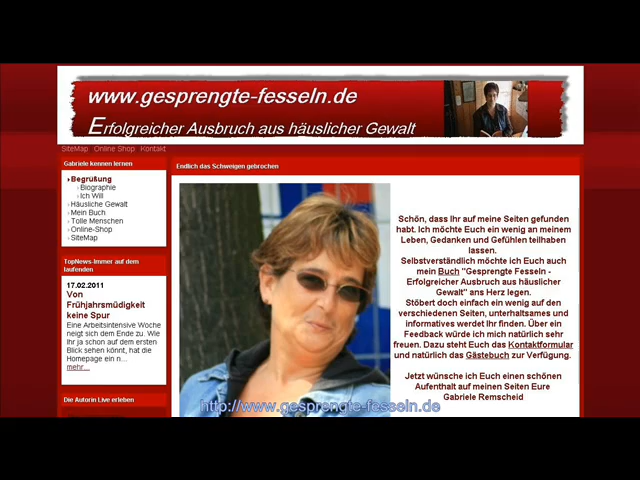 www.gesprengte-fesseln.de
Erfolgreicher Ausbruch aus häuslicher Gewalt
SiteMap Online Shop Kontakt
Gabriele kennen lernen
Begrüßung
Biographie
Ich Will
Häusliche Gewalt
Mein Buch
Tolle Menschen
Online-Shop
SiteMap
TopNews-Immer auf dem
laufenden
17.02.2011
Von
Frühjahrsmüdigkeit
keine Spur
Eine Arbeitsintensive Woche
neigt sich dem Ende zu. Wie
Ihr ja schon auf dem ersten
Blick sehen könnt, hat die
Homepage ein n...
mehr...
Die Autorin Live erleben
Endlich das Schweigen gebrochen
Schön, dass Ihr auf meine Seiten gefunden
habt. Ich möchte Euch ein wenig an meinem
Leben, Gedanken und Gefühlen teilhaben
lassen.
Selbstverständlich möchte ich Euch auch
mein Buch "Gesprengte Fesseln -
Erfolgreicher Ausbruch aus häuslicher
Gewalt" ans Herz legen.
Stöbert doch einfach ein wenig auf den
verschiedenen Seiten, unterhaltsames und
informatives werdet Ihr finden. Über ein
Feedback würde ich mich natürlich sehr
freuen. Dazu steht Euch das Kontaktformular
und natürlich das Gästebuch zur Verfügung.
Jetzt wünsche ich Euch einen schönen
Aufenthalt auf meinen Seiten Eure
Gabriele Remscheid
http://www.gesprengte-fesseln.de